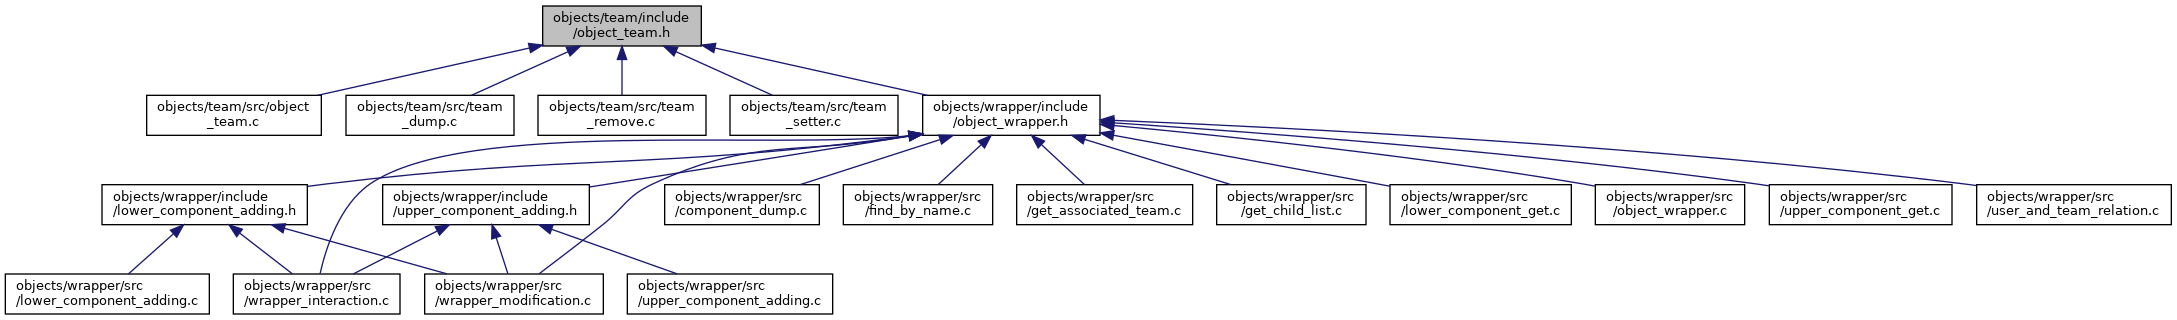 objects/team/include
/object_team.h
objects/team/src/object
_team.c
objects/team/src/team
_dump.c
objects/team/src/team
_remove.c
objects/team/src/team
_setter.c
objects/wrapper/include
/object_wrapper.h
objects/wrapper/include
/lower_component_adding.h
objects/wrapper/include
/upper_component_adding.h
objects/wrapper/src
/component_dump.c
objects/wrapper/src
/find_by_name.c
objects/wrapper/src
/get_associated_team.c
objects/wrapper/src
/get_child_list.c
objects/wrapper/src
/lower_component_get.c
objects/wrapper/src
/object_wrapper.c
objects/wrapper/src
/upper_component_get.c
objects/wrapper/src
/user_and_team_relation.c
objects/wrapper/src
/lower_component_adding.c
objects/wrapper/src
/wrapper_interaction.c
objects/wrapper/src
/wrapper_modification.c
objects/wrapper/src
/upper_component_adding.c